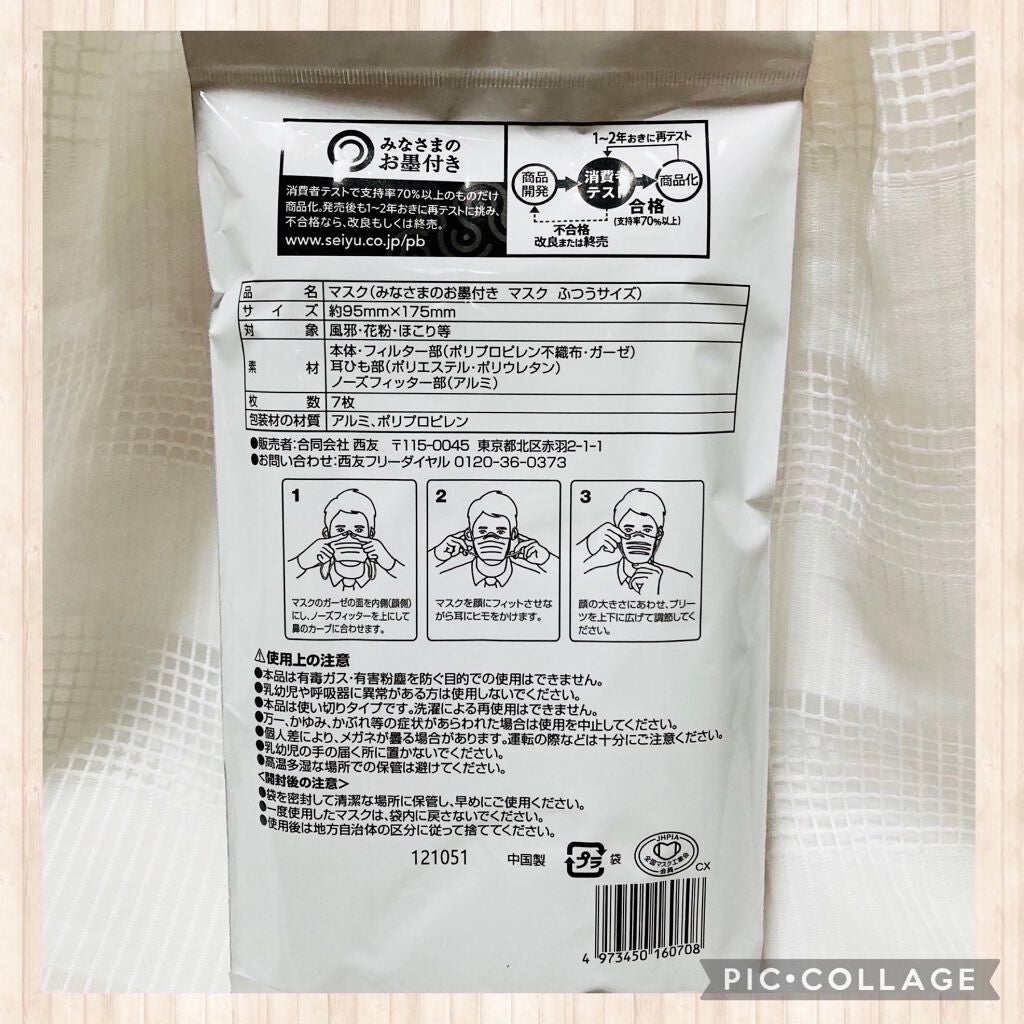 みなさまの
お墨付き
消費者テストで支持率70%以上のものだけ
商品化。発売後も1~2年おきに再テストに挑み、
不合格なら、改良もしくは終売。
www.seiyu.co.jp/pb
1~2年おきに再テスト
商品
開発
消費者
テスト
商品化
合格
(支持率70%以上)
不合格
改良または終売
品名 マスク(みなさまのお墨付き マスク ふつうサイズ)
サイズ 約95mm×175mm
対象 風邪・花粉・ほこり等
素材 本体・フィルター部(ポリプロピレン不織布・ガーゼ)
耳ひも部(ポリエステル・ポリウレタン)
ノーズフィッター部(アルミ)
枚数 7枚
包装材の材質 アルミ、ポリプロピレン
●販売者:合同会社 西友 〒115-0045 東京都北区赤羽2-1-1
●お問い合わせ:西友フリーダイヤル 0120-36-0373
1
マスクのガーゼの面を内側(顔側)
にし、ノーズフィッターを上にして
鼻のカーブに合わせます。
2
マスクを顔にフィットさせな
がら耳にヒモをかけます。
3
顔の大きさにあわせ、プリー
ツを上下に広げて調節してく
ださい。
⚠使用上の注意
●本品は有毒ガス・有害粉塵を防ぐ目的での使用はできません。
●乳幼児や呼吸器に異常がある方は使用しないでください。
●本品は使い切りタイプです。洗濯による再使用はできません。
●万一、かゆみ、かぶれ等の症状があらわれた場合は使用を中止してください。
●個人差により、メガネが曇る場合があります。運転の際などは十分にご注意ください。
●乳幼児の手の届く所に置かないでください。
●高温多湿な場所での保管は避けてください。
<開封後の注意>
●袋を密封して清潔な場所に保管し、早めにご使用ください。
●一度使用したマスクは、袋内に戻さないでください。
●使用後は地方自治体の区分に従って捨ててください。
121051 中国製 プラ 袋
JHPIA
全国マスク工業会
会員
CX
4 973450 160708
PIC•COLLAGE